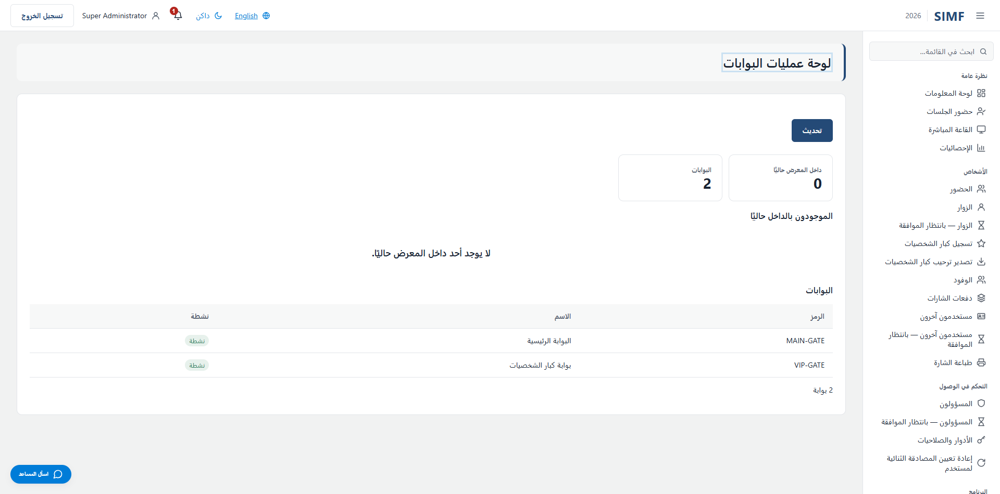 SIMF
2026
English
داكن
1
Super Administrator
تسجيل الخروج
ابحث في القائمة...
نظرة عامة
لوحة المعلومات
حضور الجلسات
القاعة المباشرة
الإحصائيات
الأشخاص
الحضور
الزوار
الزوار — بانتظار الموافقة
تسجيل كبار الشخصيات
تصدير ترحيب كبار الشخصيات
الوفود
دفعات الشارات
مستخدمون آخرون
مستخدمون آخرون — بانتظار
الموافقة
طباعة الشارة
التحكم في الوصول
المسؤولون
المسؤولون — بانتظار الموافقة
الأدوار والصلاحيات
إعادة تعيين المصادقة الثنائية
لمستخدم
البرنامج
لوحة عمليات البوابات
تحديث
داخل المعرض حاليًا
0
البوابات
2
الموجودون بالداخل حاليًا
لا يوجد أحد داخل المعرض حاليًا.
البوابات
الرمز الاسم نشطة
MAIN-GATE البوابة الرئيسية نشطة
VIP-GATE بوابة كبار الشخصيات نشطة
2 بوابة
اسأل المساعد